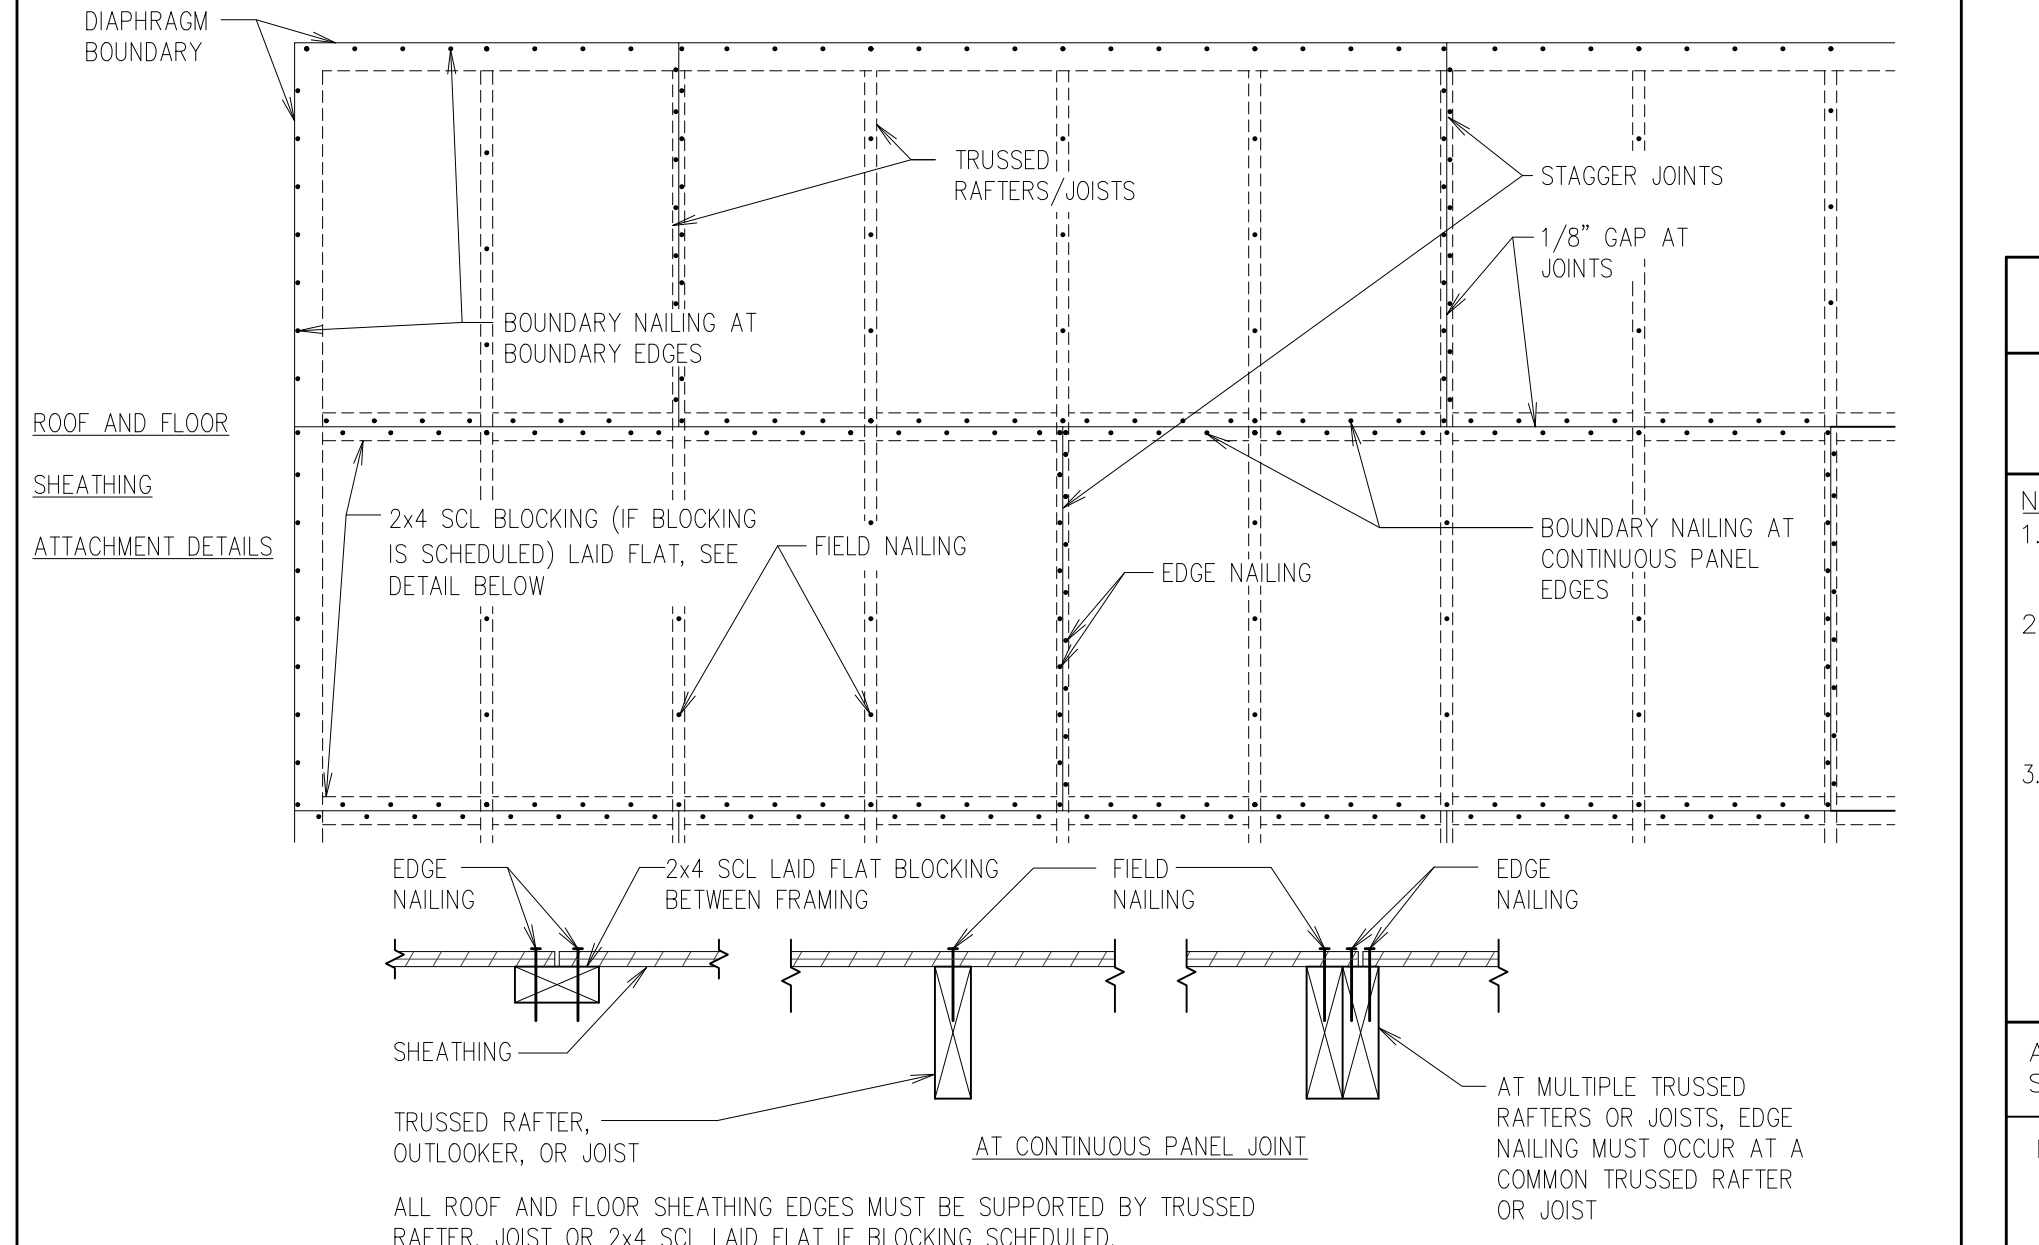 DIAPHRAGM
BOUNDARY
TRUSSED
RAFTERS/JOISTS
STAGGER JOINTS
1/8” GAP AT
JOINTS
BOUNDARY NAILING AT
BOUNDARY EDGES
ROOF AND FLOOR
SHEATHING
ATTACHMENT DETAILS
2x4 SCL BLOCKING (IF BLOCKING
IS SCHEDULED) LAID FLAT, SEE
DETAIL BELOW
FIELD NAILING
EDGE NAILING
BOUNDARY NAILING AT
CONTINUOUS PANEL
EDGES
EDGE
NAILING
2x4 SCL LAID FLAT BLOCKING
BETWEEN FRAMING
FIELD
NAILING
EDGE
NAILING
SHEATHING
TRUSSED RAFTER,
OUTLOOKER, OR JOIST
AT CONTINUOUS PANEL JOINT
AT MULTIPLE TRUSSED
RAFTERS OR JOISTS, EDGE
NAILING MUST OCCUR AT A
COMMON TRUSSED RAFTER
OR JOIST
ALL ROOF AND FLOOR SHEATHING EDGES MUST BE SUPPORTED BY TRUSSED
RAFTER, JOIST OR 2x4 SCL LAID FLAT IF BLOCKING SCHEDULED.
1.
2
3.